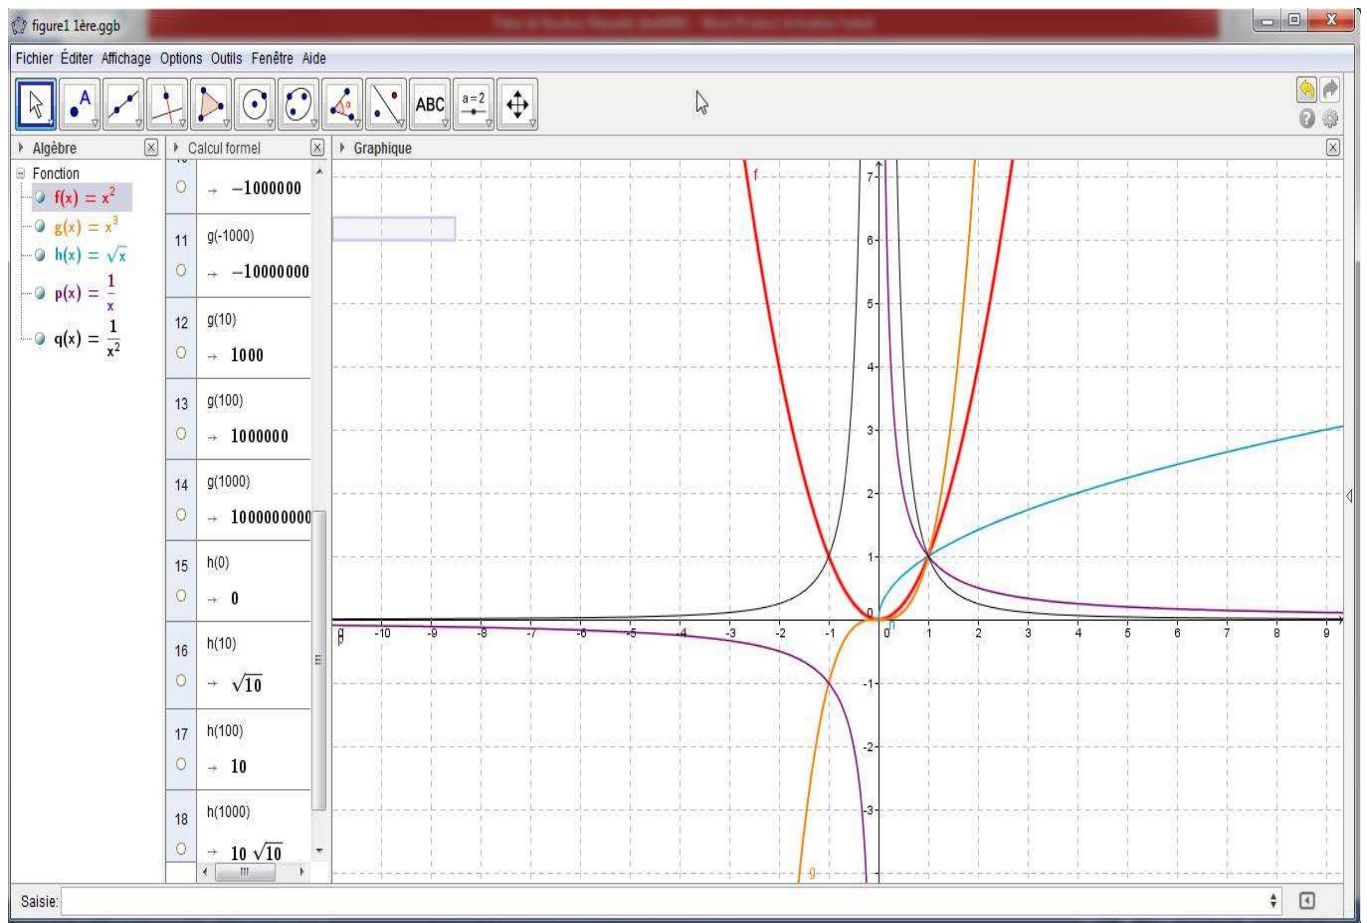 figure1 1ère.ggb
Fichier Éditer Affichage Options Outils Fenêtre Aide
A
ABC
a=2
Algèbre
Calcul formel
Graphique
Fonction
f(x) = x²
g(x) = x³
h(x) = √x
p(x) = 1/x
q(x) = 1/x²
→ −1000000
11 g(-1000)
→ −10000000
12 g(10)
→ 1000
13 g(100)
→ 1000000
14 g(1000)
→ 1000000000
15 h(0)
→ 0
16 h(10)
→ √10
17 h(100)
→ 10
18 h(1000)
→ 10 √10
f
7
6
5
4
3
2
1
0
-10 -9 -8 -7 -6 -5 -4 -3 -2 -1 0 1 2 3 4 5 6 7 8 9
p
h
-1
-2
-3
g
Saisie: